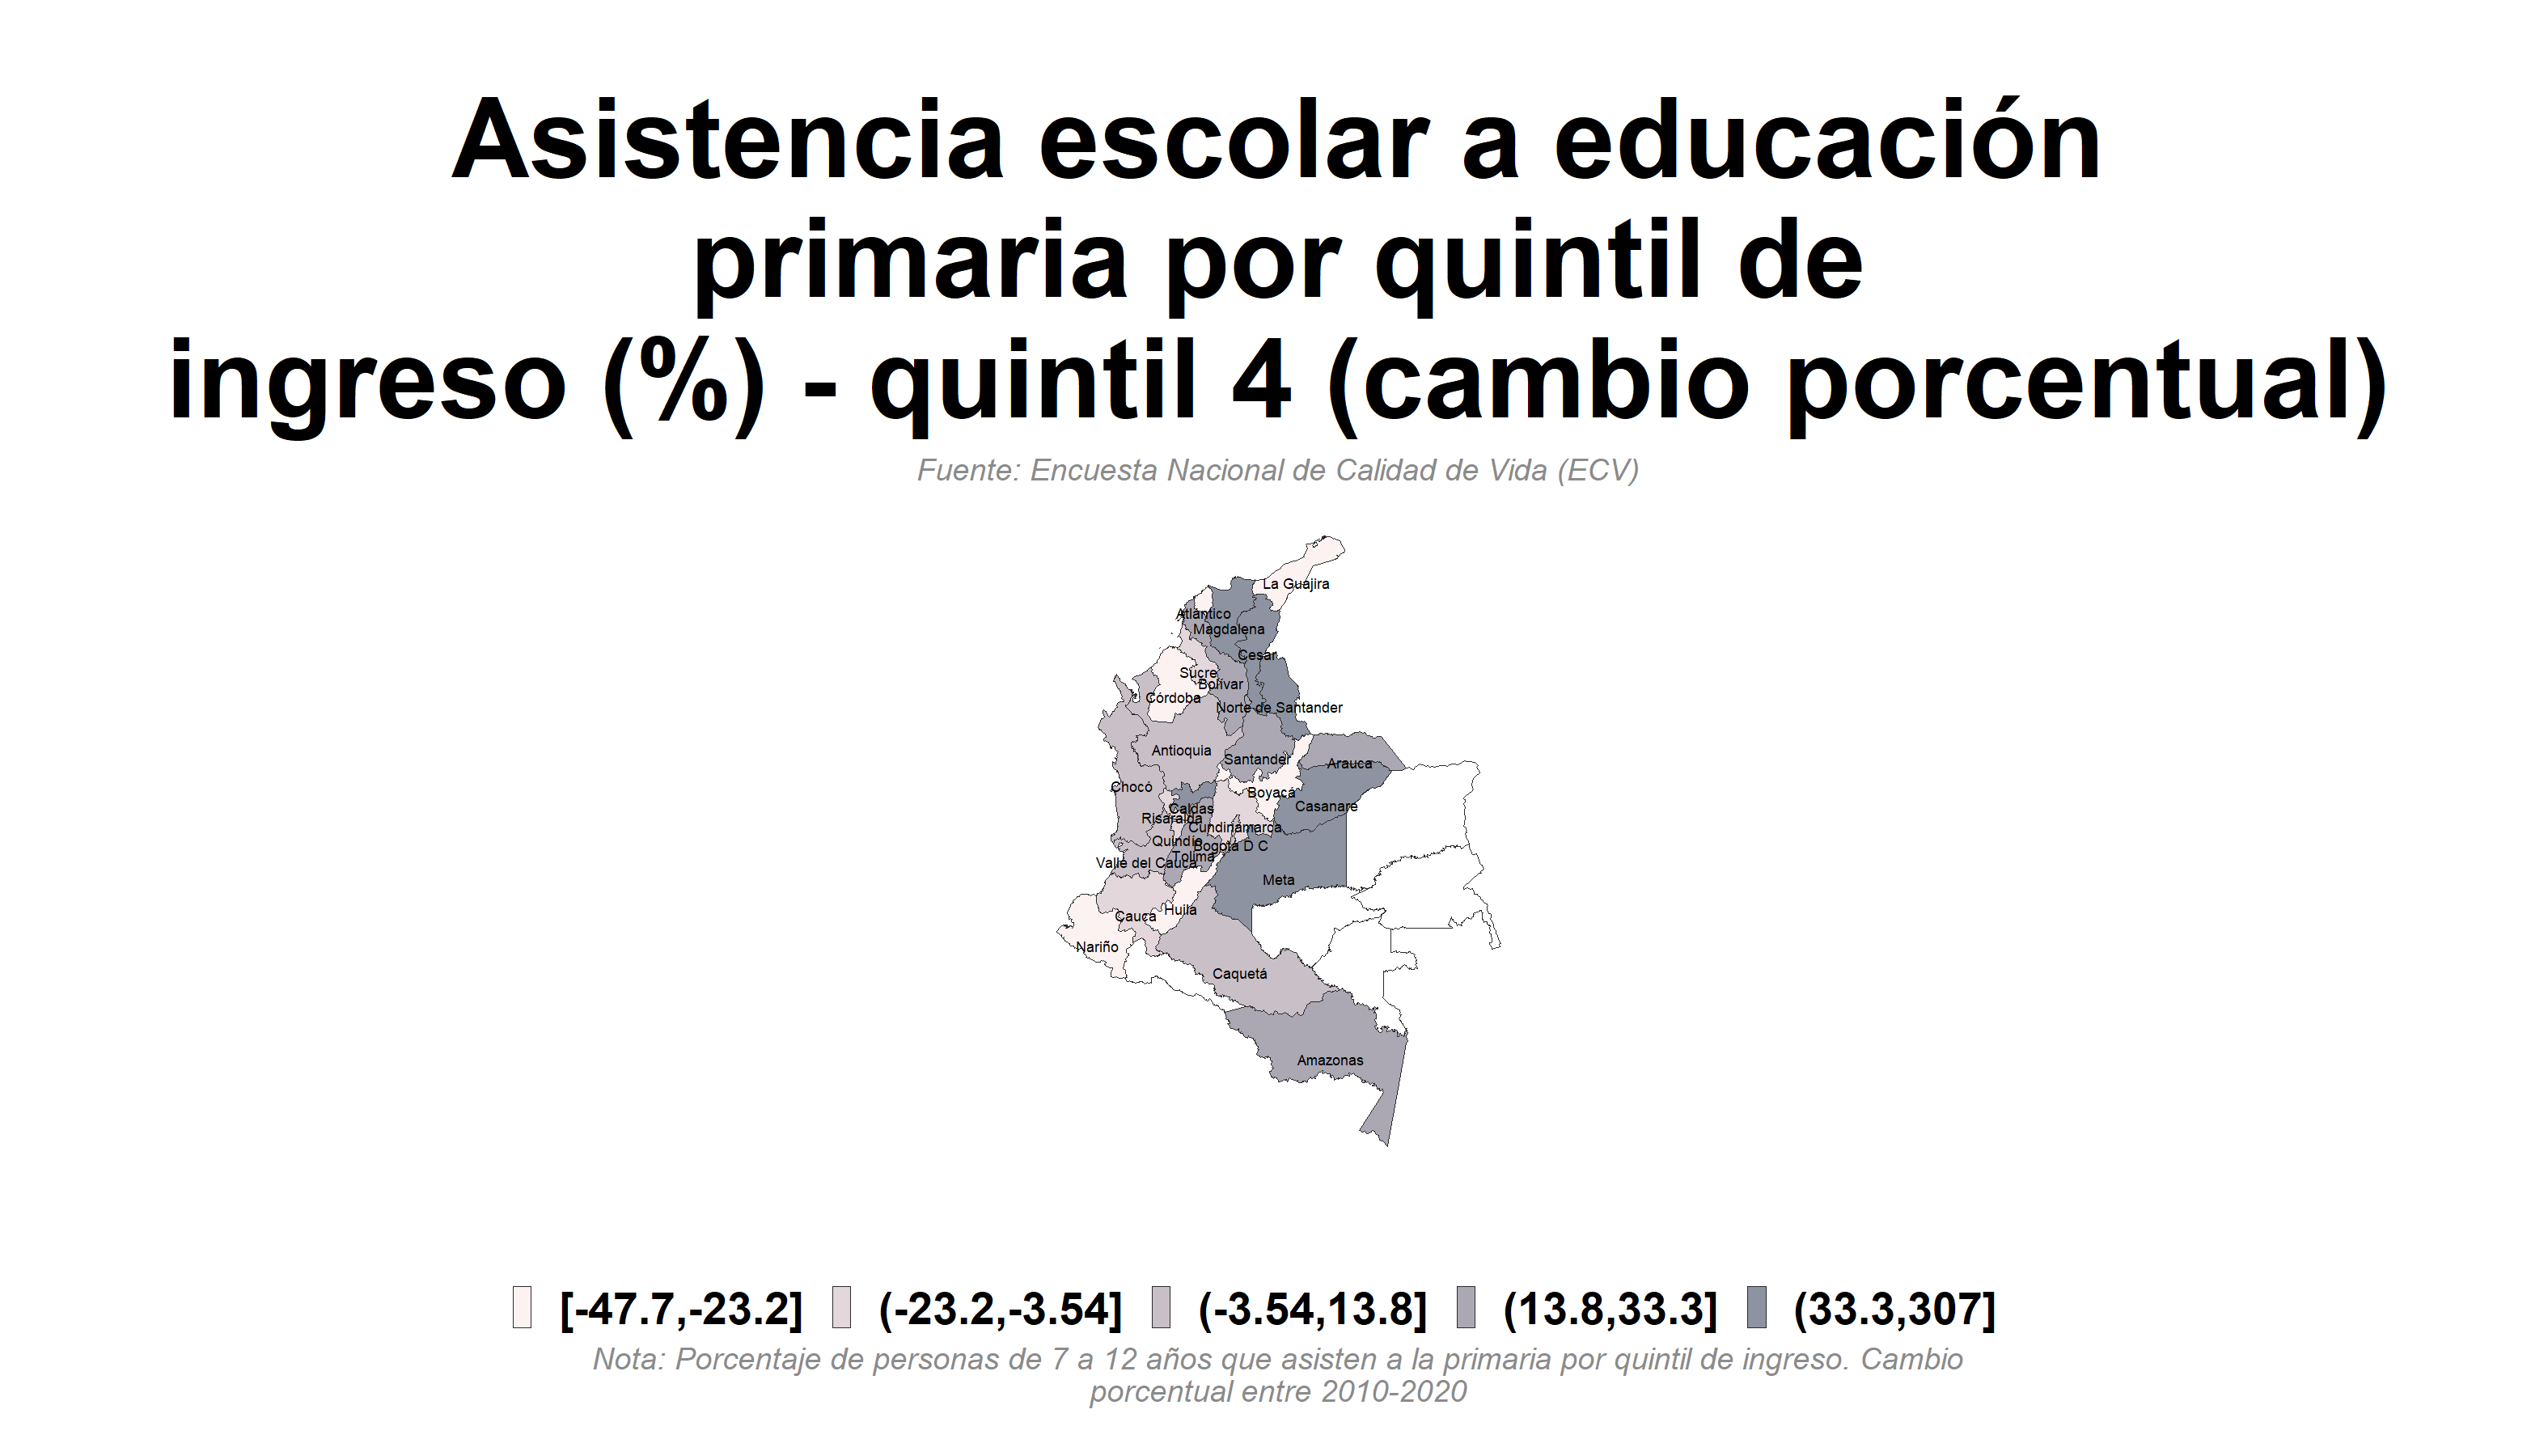 Asistencia escolar a educación
primaria por quintil de
ingreso (%) - quintil 4 (cambio porcentual)
Fuente: Encuesta Nacional de Calidad de Vida (ECV)
La Guajira
Atlántico
Magdalena
Cesar
Sucre
Bolívar
Córdoba
Norte de Santander
Antioquia
Santander
Arauca
Chocó
Boyacá
Casanare
Caldas
Risaralda
Cundinamarca
Quindío
Bogotá D C
Tolima
Valle del Cauca
Meta
Huila
Cauca
Nariño
Caquetá
Amazonas
[-47.7,-23.2] (-23.2,-3.54] (-3.54,13.8] (13.8,33.3] (33.3,307]
Nota: Porcentaje de personas de 7 a 12 años que asisten a la primaria por quintil de ingreso. Cambio
porcentual entre 2010-2020